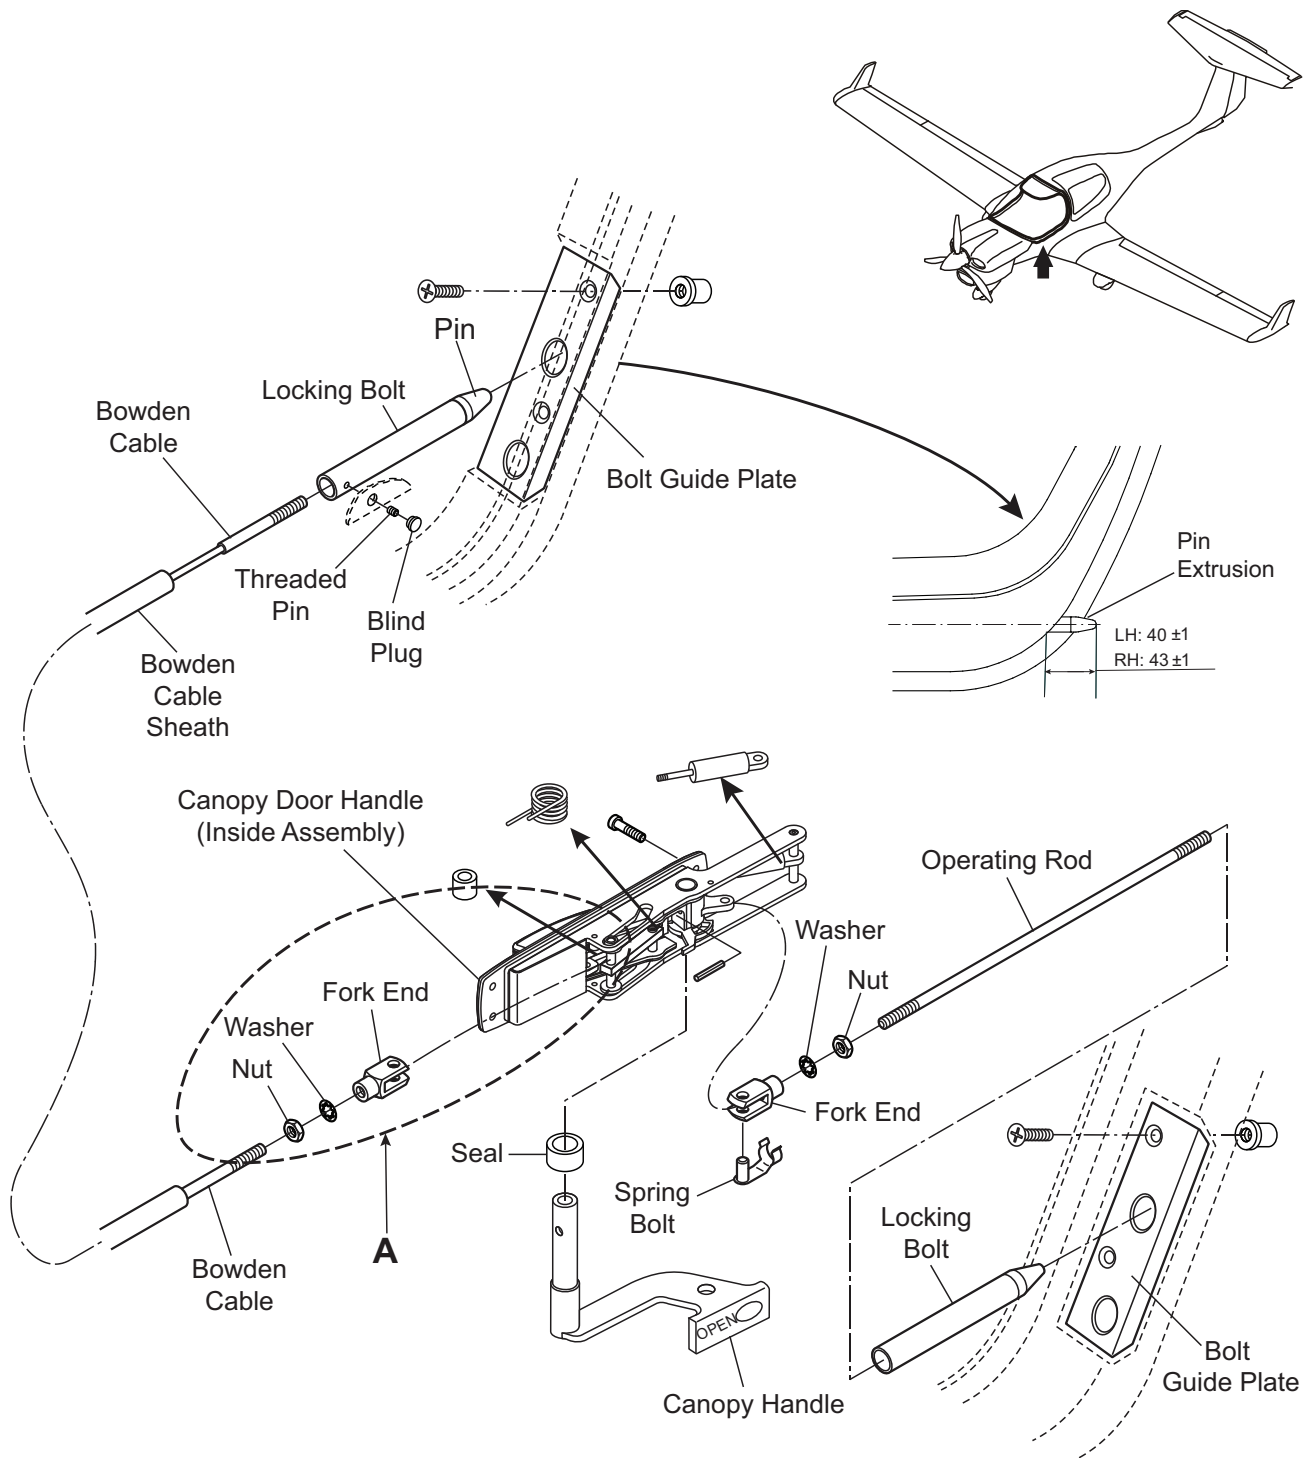 Pin
Locking Bolt
Bowden
Cable
Bolt Guide Plate
Threaded
Pin
Blind
Plug
Bowden
Cable
Sheath
Pin
Extrusion
LH: 40 ±1
RH: 43 ±1
Canopy Door Handle
(Inside Assembly)
Operating Rod
Washer
Nut
Fork End
Washer
Nut
Fork End
Seal
Spring
Bolt
A
Bowden
Cable
OPEN
Canopy Handle
Locking
Bolt
Bolt
Guide Plate